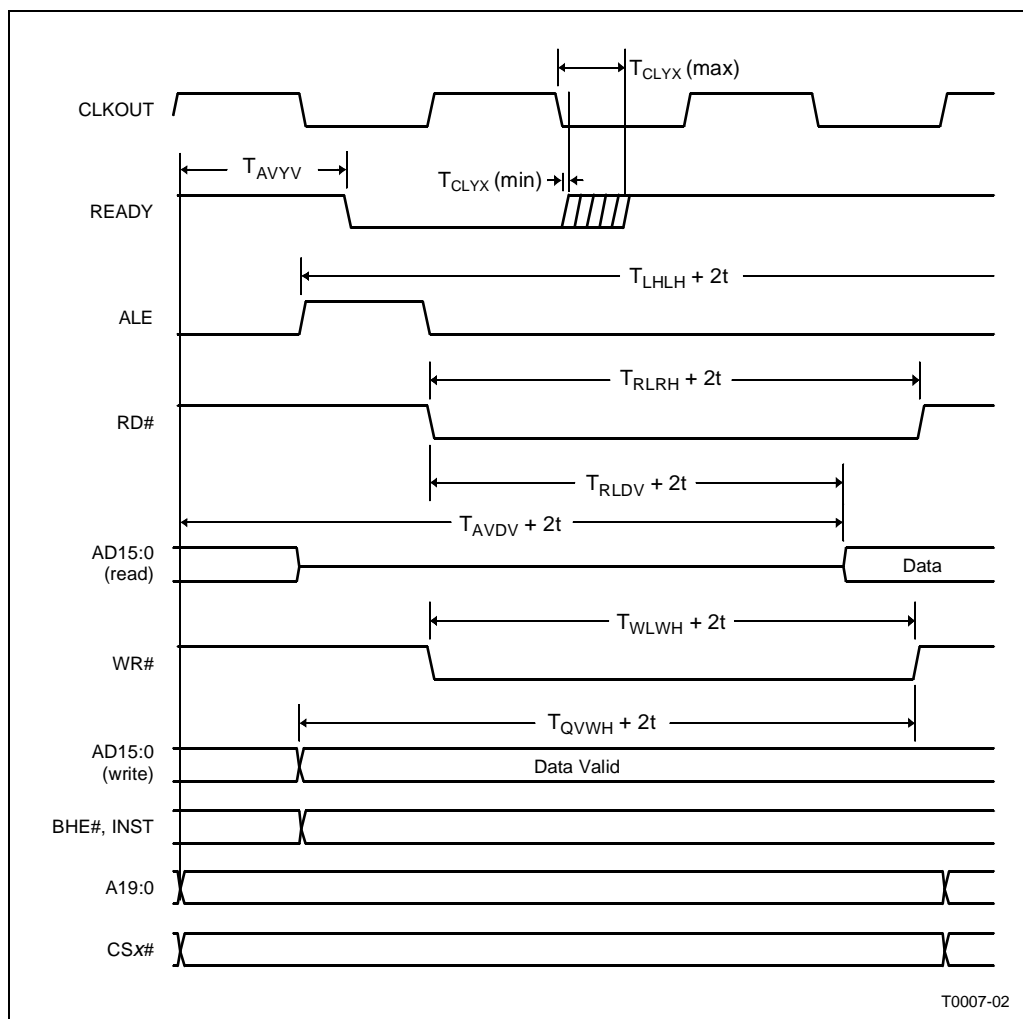 T_CLYX (max)
CLKOUT
T_AVYV
T_CLYX (min)
READY
T_LHLH + 2t
ALE
T_RLRH + 2t
RD#
T_RLDV + 2t
T_AVDV + 2t
AD15:0
(read)
Data
T_WLWH + 2t
WR#
T_QVWH + 2t
AD15:0
(write)
Data Valid
BHE#, INST
A19:0
CSx#
T0007-02